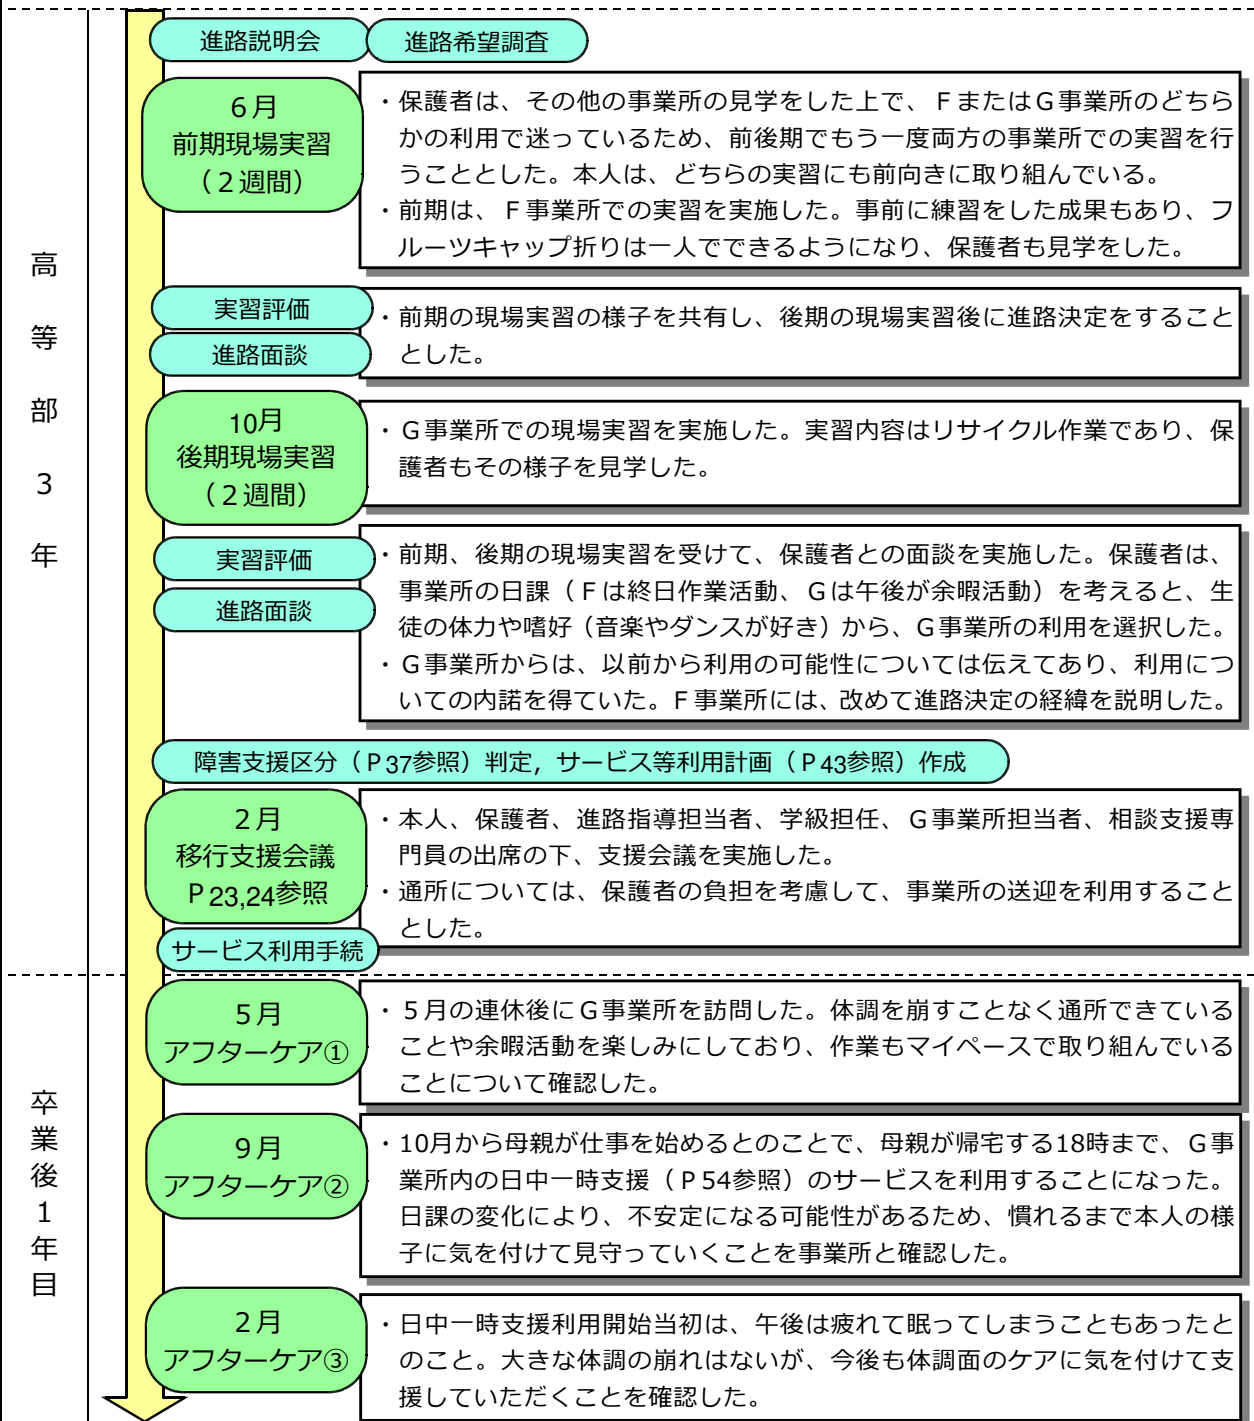 進路説明会 進路希望調査
高等部3年
6月
前期現場実習
(2週間)
・保護者は、その他の事業所の見学をした上で、FまたはG事業所のどちら
かの利用で迷っているため、前後期でもう一度両方の事業所での実習を行
うこととした。本人は、どちらの実習にも前向きに取り組んでいる。
・前期は、F事業所での実習を実施した。事前に練習をした成果もあり、フ
ルーツキャップ折りは一人でできるようになり、保護者も見学をした。
実習評価
進路面談
・前期の現場実習の様子を共有し、後期の現場実習後に進路決定をすること
とした。
10月
後期現場実習
(2週間)
・G事業所での現場実習を実施した。実習内容はリサイクル作業であり、保
護者もその様子を見学した。
実習評価
進路面談
・前期、後期の現場実習を受けて、保護者との面談を実施した。保護者は、
事業所の日課(Fは終日作業活動、Gは午後が余暇活動)を考えると、生
徒の体力や嗜好(音楽やダンスが好き)から、G事業所の利用を選択した。
・G事業所からは、以前から利用の可能性については伝えてあり、利用につ
いての内諾を得ていた。F事業所には、改めて進路決定の経緯を説明した。
障害支援区分(P37参照)判定,サービス等利用計画(P43参照)作成
2月
移行支援会議
P23,24参照
・本人、保護者、進路指導担当者、学級担任、G事業所担当者、相談支援専
門員の出席の下、支援会議を実施した。
・通所については、保護者の負担を考慮して、事業所の送迎を利用すること
とした。
サービス利用手続
卒業後1年目
5月
アフターケア①
・5月の連休後にG事業所を訪問した。体調を崩すことなく通所できている
ことや余暇活動を楽しみにしており、作業もマイペースで取り組んでいる
ことについて確認した。
9月
アフターケア②
・10月から母親が仕事を始めるとのことで、母親が帰宅する18時まで、G事
業所内の日中一時支援(P54参照)のサービスを利用することになった。
日課の変化により、不安定になる可能性があるため、慣れるまで本人の様
子に気を付けて見守っていくことを事業所と確認した。
2月
アフターケア③
・日中一時支援利用開始当初は、午後は疲れて眠ってしまうこともあったと
のこと。大きな体調の崩れはないが、今後も体調面のケアに気を付けて支
援していただくことを確認した。